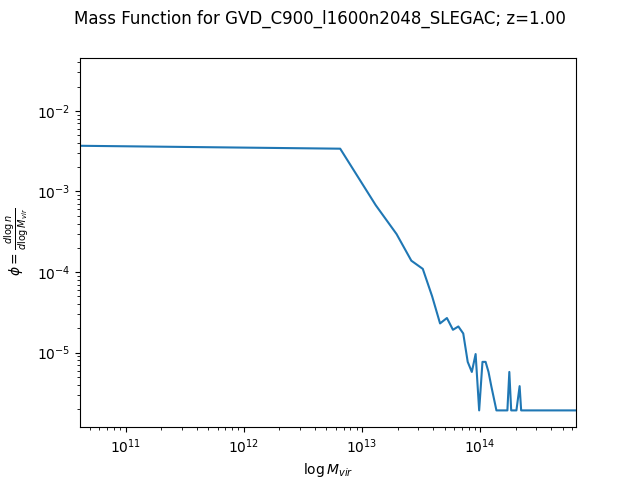 Mass Function for GVD_C900_l1600n2048_SLEGAC; z=1.00
10⁻²
10⁻³
10⁻⁴
10⁻⁵
ϕ = d log n / d log M_vir
10¹¹
10¹²
10¹³
10¹⁴
log M_vir